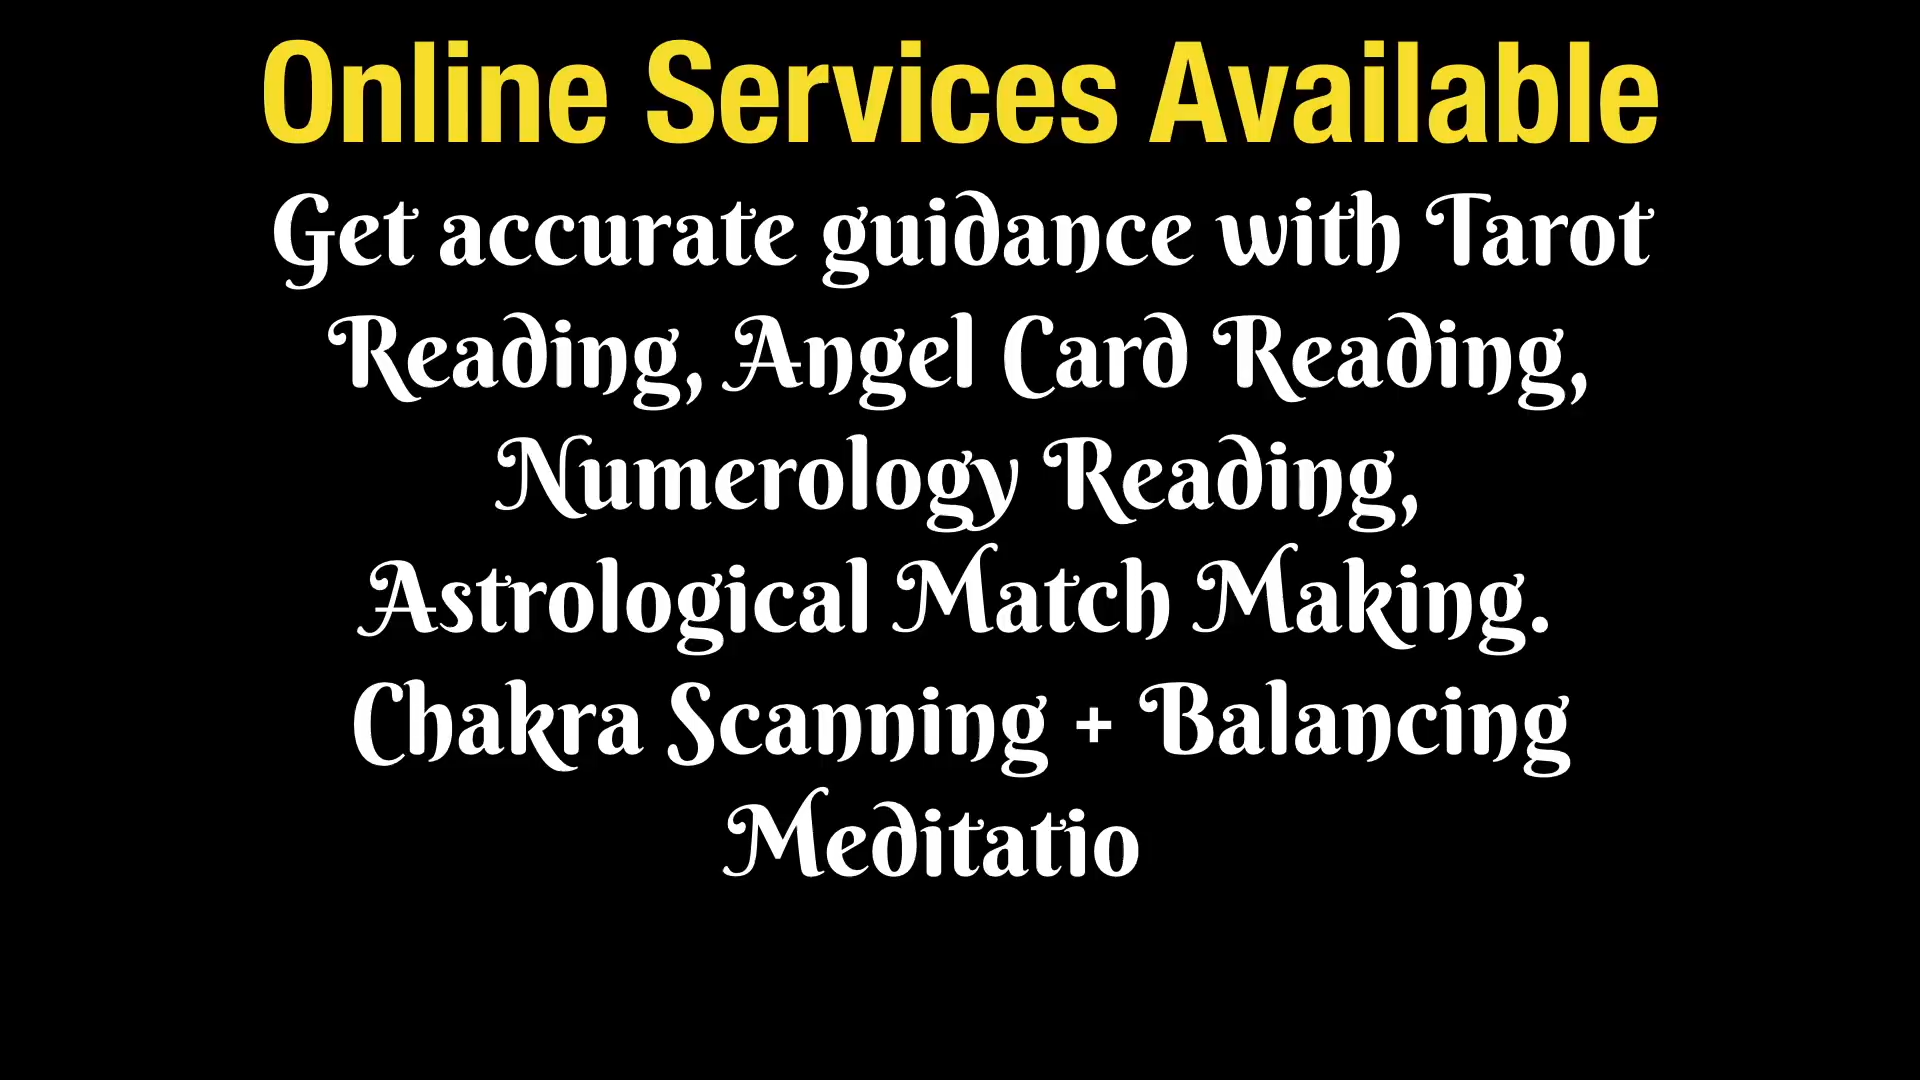 Online Services Available
Get accurate guidance with Tarot
Reading, Angel Card Reading,
Numerology Reading,
Astrological Match Making.
Chakra Scanning + Balancing
Meditatio